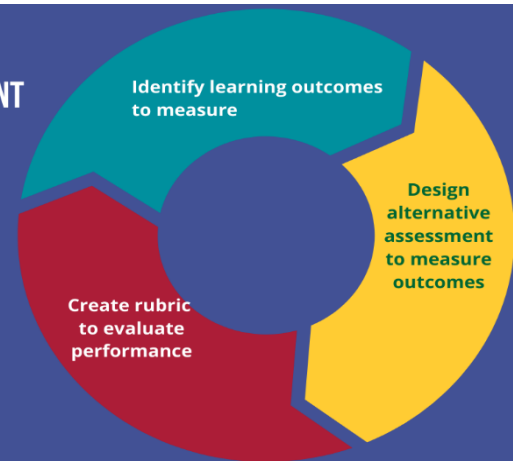 NT
Identify learning outcomes
to measure
Design
alternative
assessment
to measure
outcomes
Create rubric
to evaluate
performance